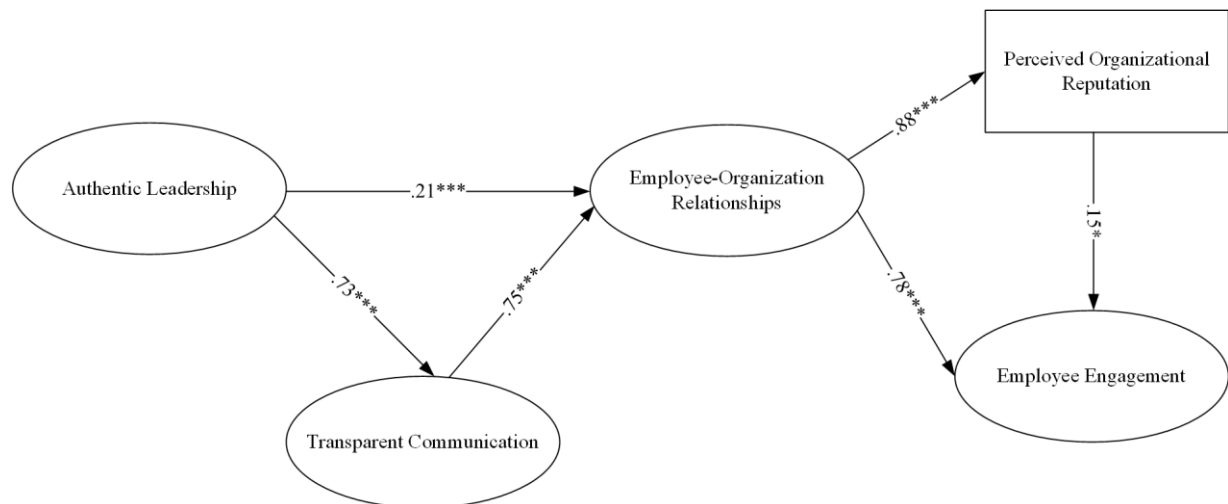 Perceived Organizational
Reputation
.88***
Authentic Leadership
.21***
Employee-Organization
Relationships
.15*
.73***
.75***
.78***
Employee Engagement
Transparent Communication